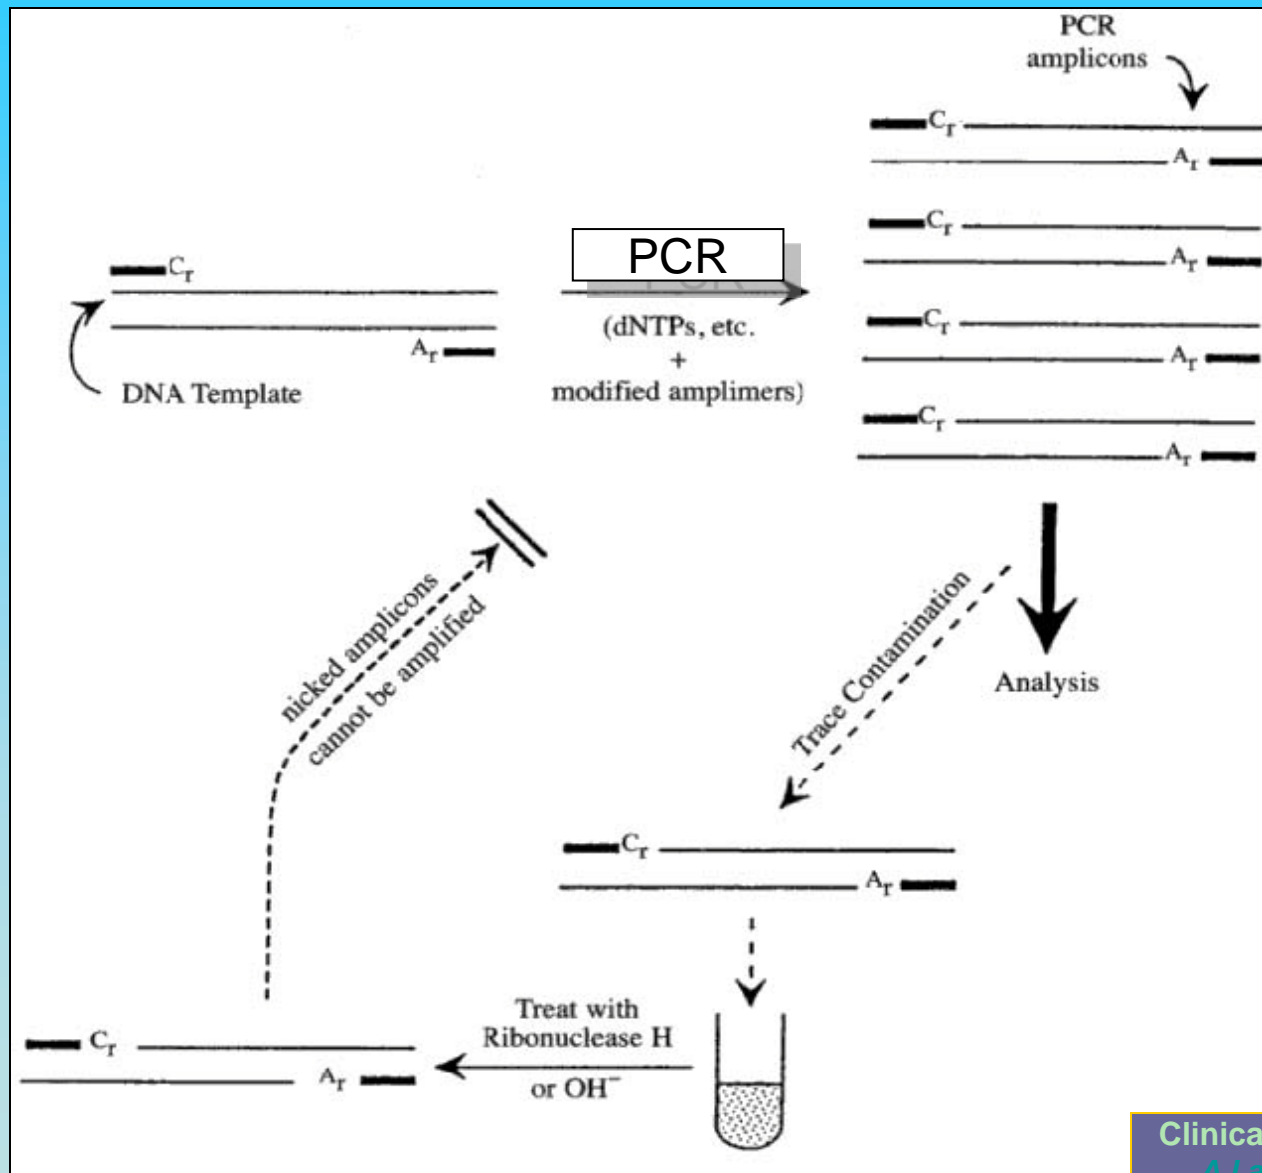 PCR
amplicons
C_r
A_r
C_r
A_r
C_r
A_r
C_r
A_r
C_r
A_r
DNA Template
PCR
(dNTPs, etc.
+
modified amplimers)
nicked amplicons
cannot be amplified
Trace Contamination
Analysis
C_r
A_r
Treat with
Ribonuclease H
or OH⁻
C_r
A_r